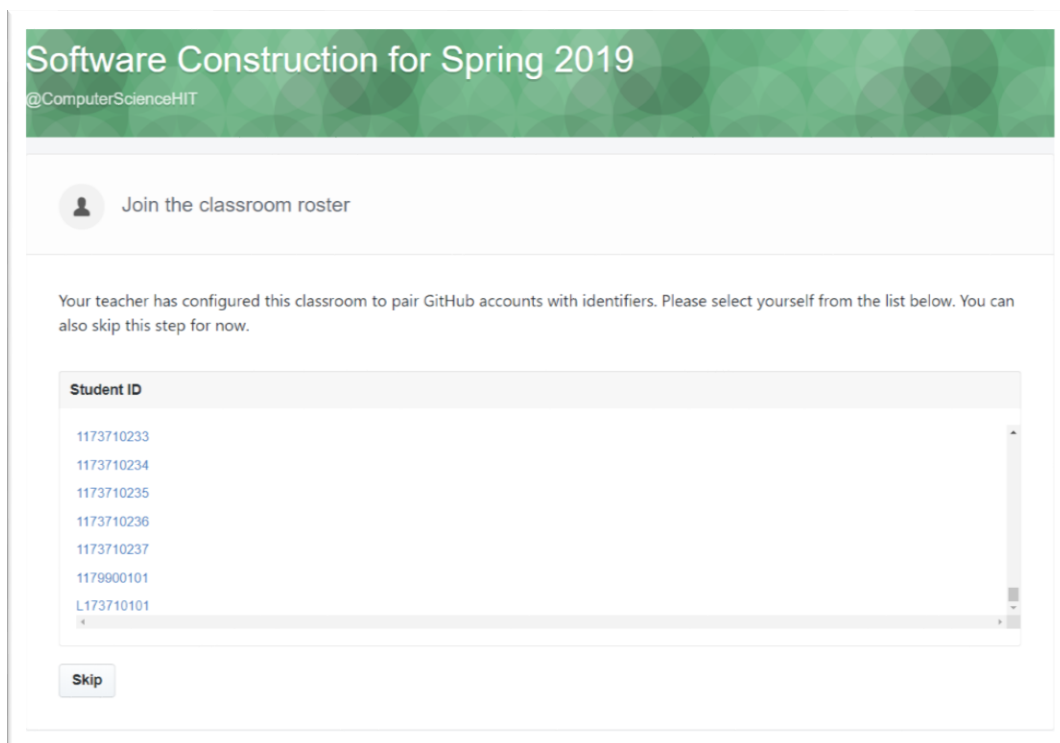 Software Construction for Spring 2019
@ComputerScienceHIT
Join the classroom roster
Your teacher has configured this classroom to pair GitHub accounts with identifiers. Please select yourself from the list below. You can
also skip this step for now.
Student ID
1173710233
1173710234
1173710235
1173710236
1173710237
1179900101
L173710101
Skip